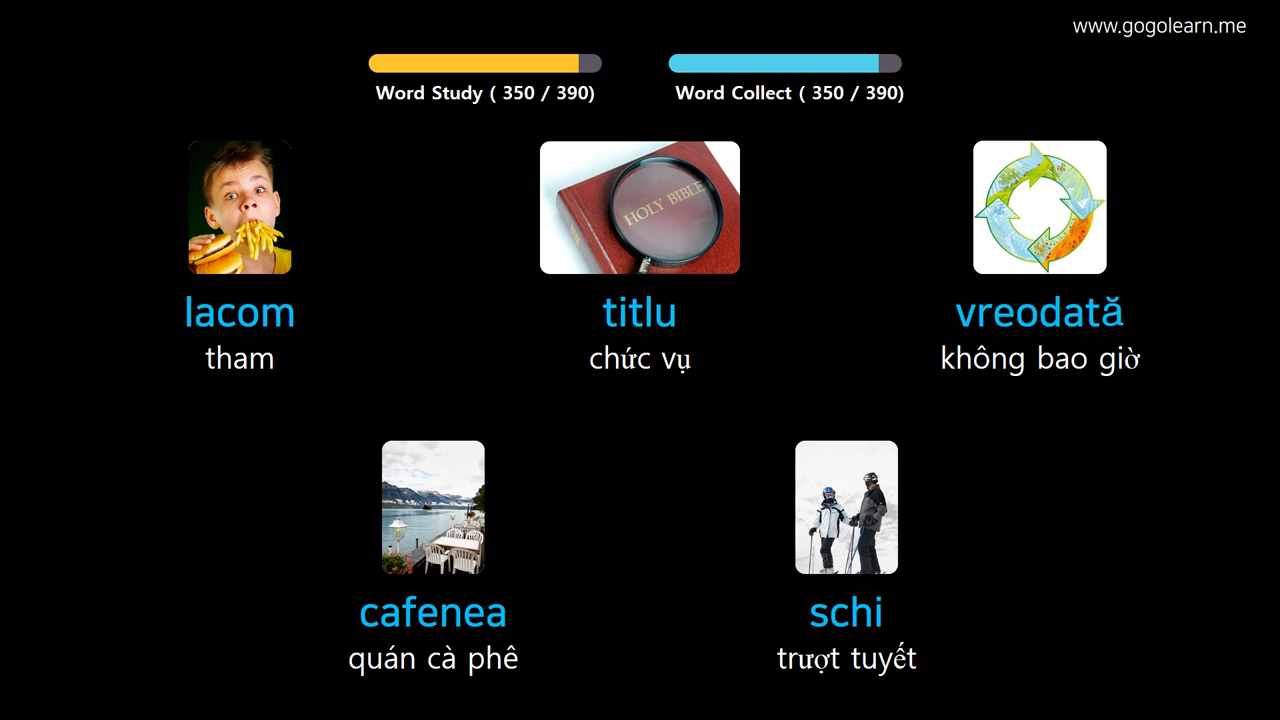 www.gogolearn.me
Word Study ( 350 / 390)
Word Collect ( 350 / 390)
HOLY BIBLE
lacom
tham
titlu
chức vụ
vreodată
không bao giờ
cafenea
quán cà phê
schi
trượt tuyết